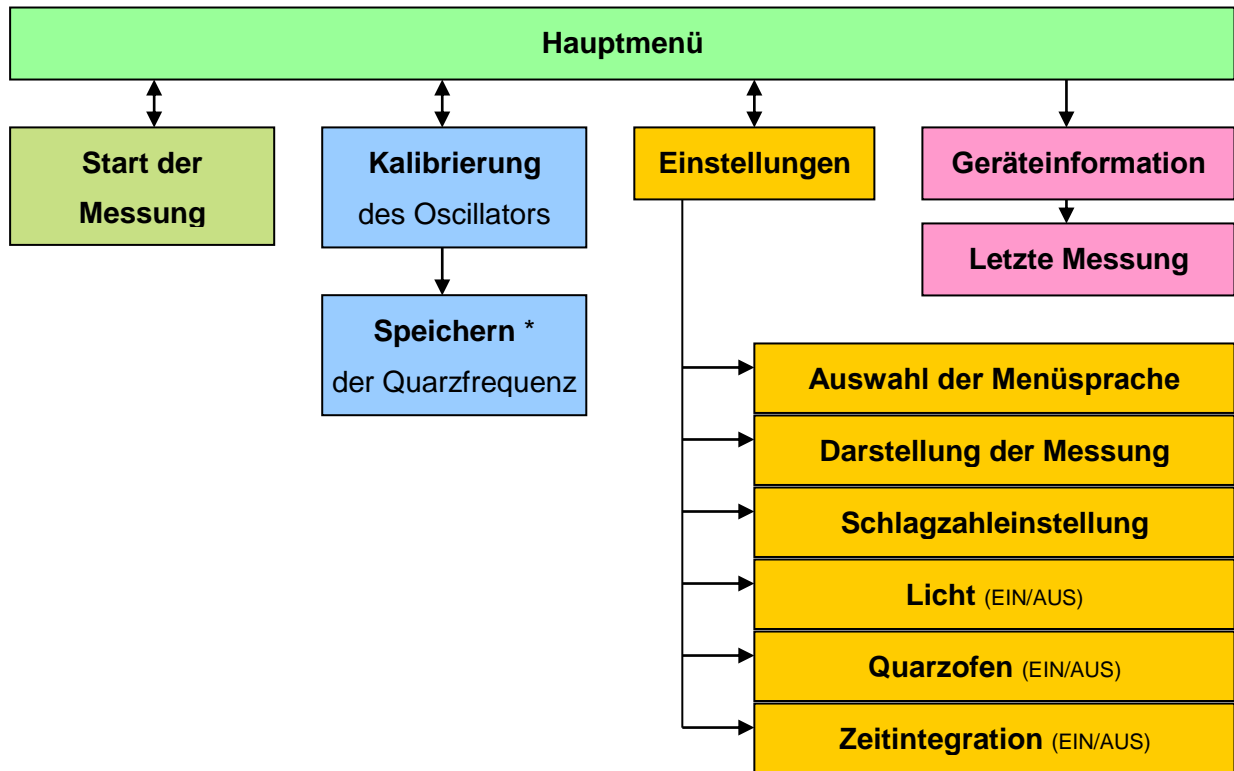 Hauptmenü
Start der
Messung
Kalibrierung
des Oscillators
Speichern *
der Quarzfrequenz
Einstellungen
Geräteinformation
Letzte Messung
Auswahl der Menüsprache
Darstellung der Messung
Schlagzahleinstellung
Licht (EIN/AUS)
Quarzofen (EIN/AUS)
Zeitintegration (EIN/AUS)